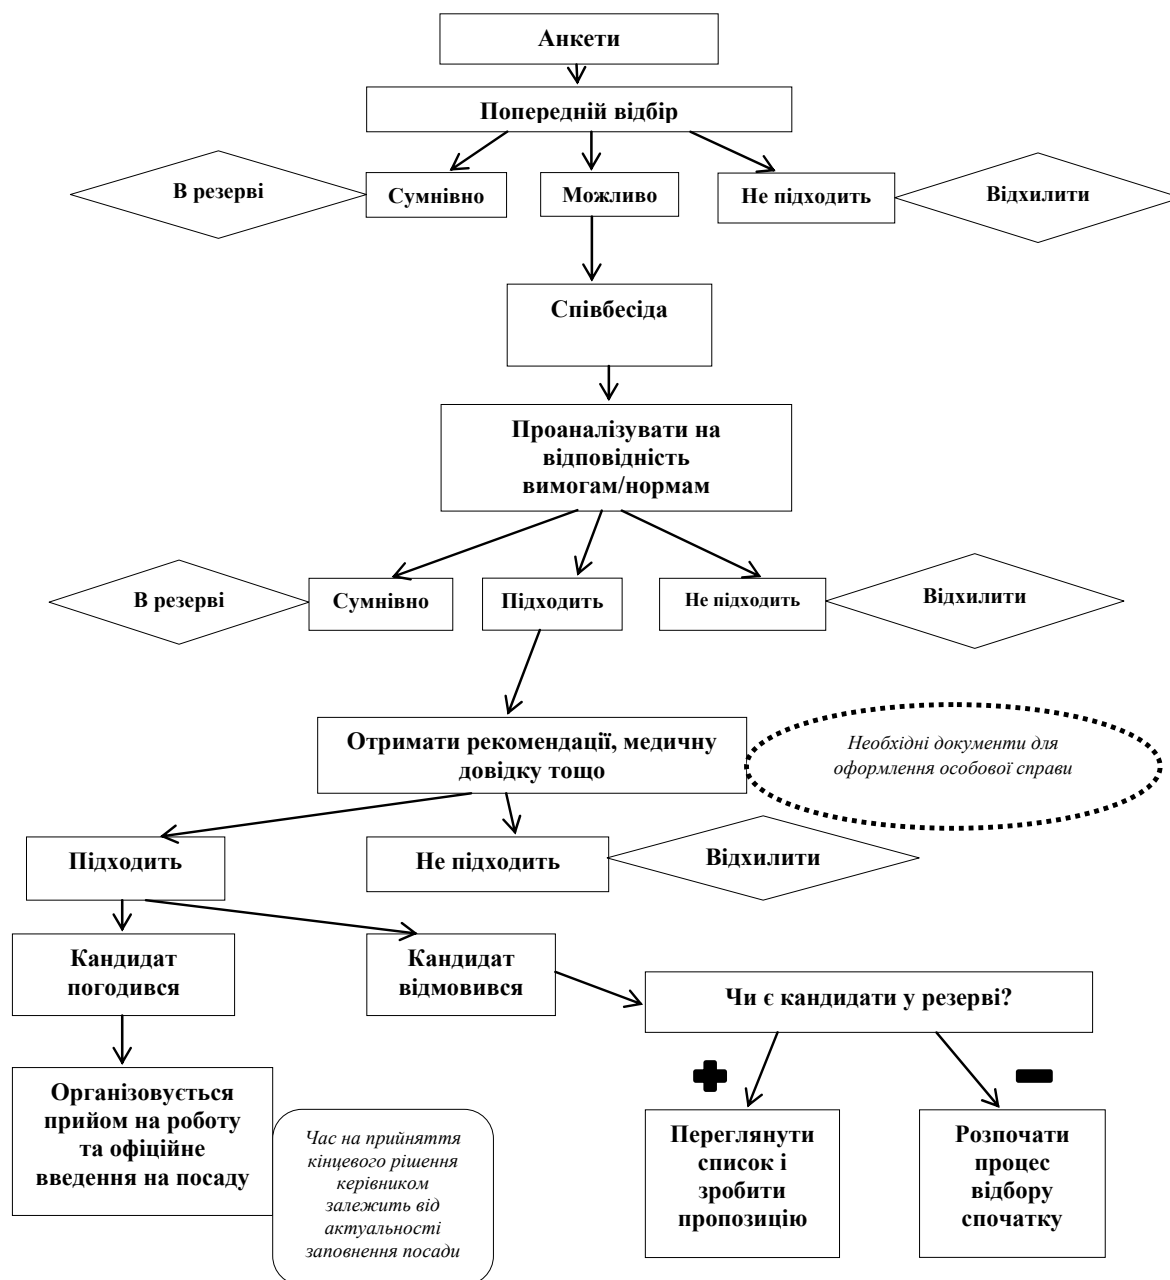 Анкети
Попередній відбір
В резерві
Сумнівно
Можливо
Не підходить
Відхилити
Співбесіда
Проаналізувати на
відповідність
вимогам/нормам
В резерві
Сумнівно
Підходить
Не підходить
Відхилити
Отримати рекомендації, медичну
довідку тощо
Необхідні документи для
оформлення особової справи
Підходить
Не підходить
Відхилити
Кандидат
погодився
Кандидат
відмовився
Чи є кандидати у резерві?
Організовується
прийом на роботу
та офіційне
введення на посаду
Час на прийняття
кінцевого рішення
керівником
залежить від
актуальності
заповнення посади
Переглянути
список і
зробити
пропозицію
Розпочати
процес
відбору
спочатку